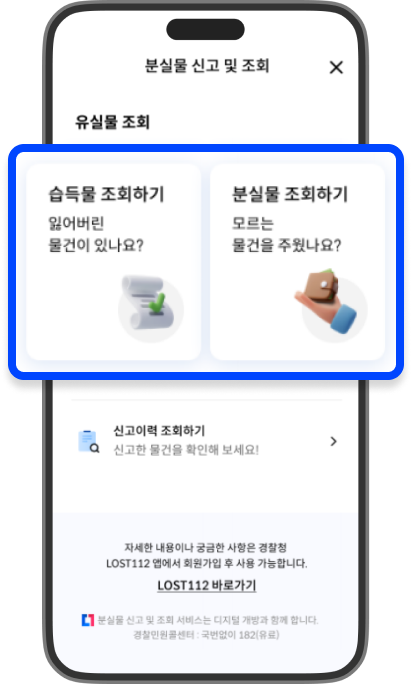 분실물 신고 및 조회
유실물 조회
습득물 조회하기
잃어버린
물건이 있나요?
분실물 조회하기
모르는
물건을 주웠나요?
신고이력 조회하기
신고한 물건을 확인해 보세요!
자세한 내용이나 궁금한 사항은 경찰청
LOST112 앱에서 회원가입 후 사용 가능합니다.
LOST112 바로가기
분실물 신고 및 조회 서비스는 디지털 개방과 함께 합니다.
경찰민원콜센터 : 국번없이 182(유료)